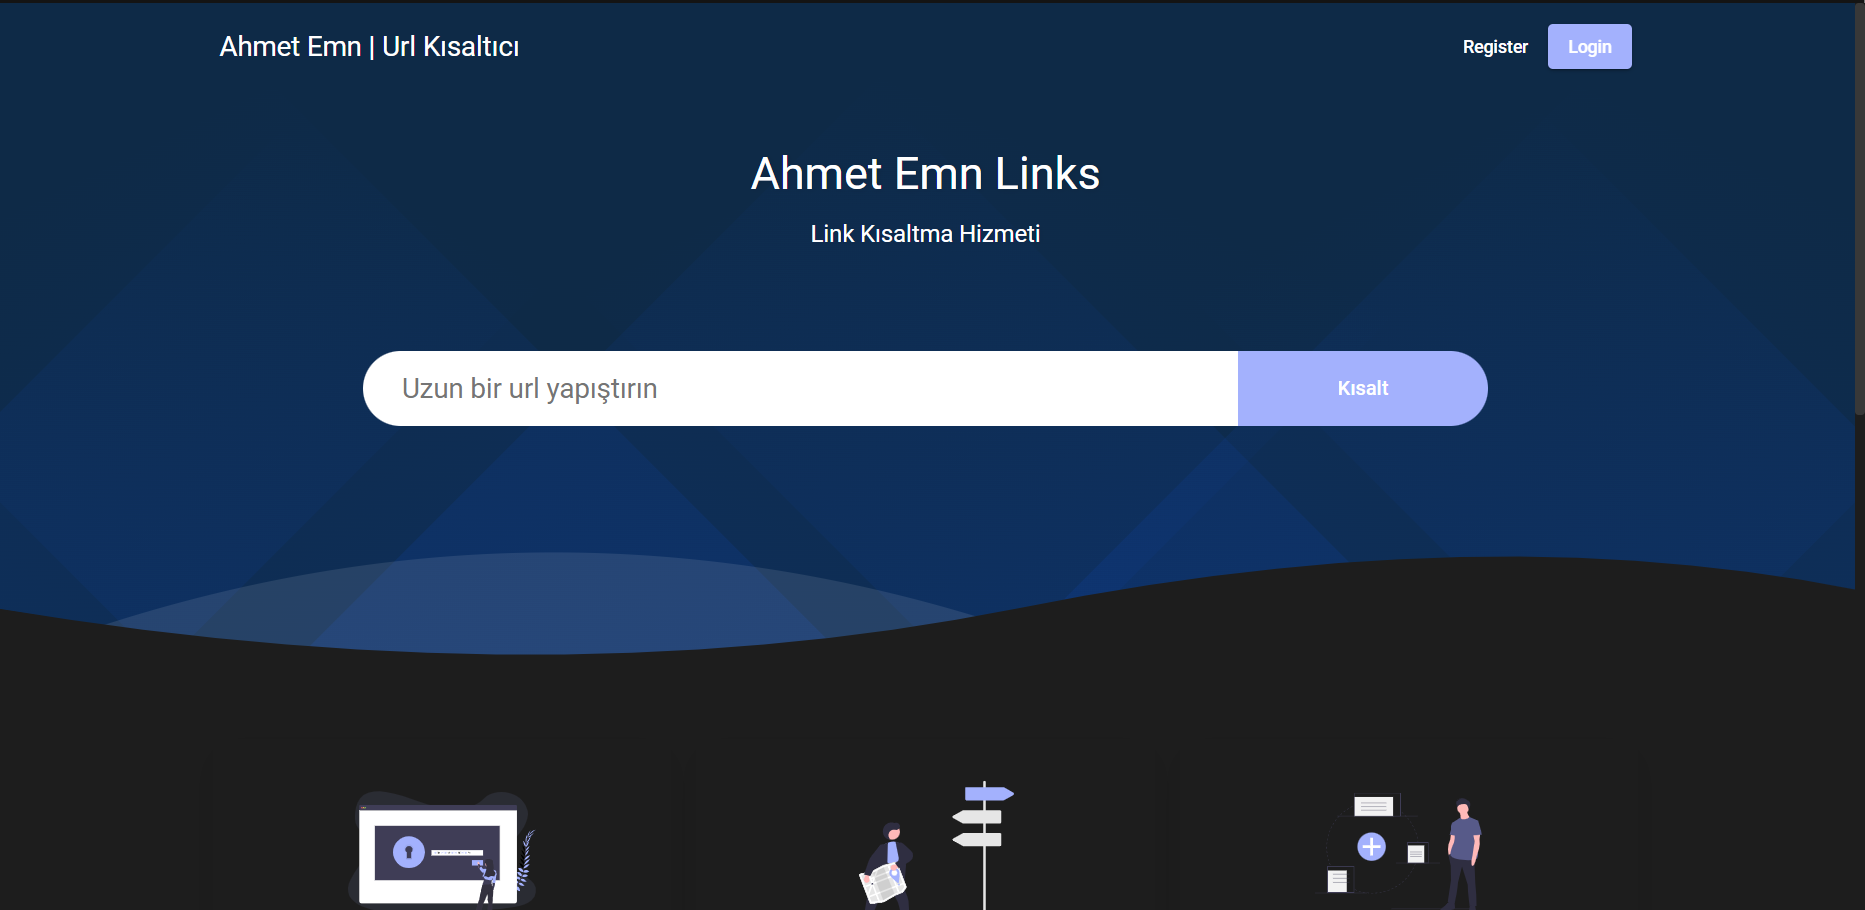 Ahmet Emn | Url Kısaltıcı
Register
Login
Ahmet Emn Links
Link Kısaltma Hizmeti
Uzun bir url yapıştırın
Kısalt